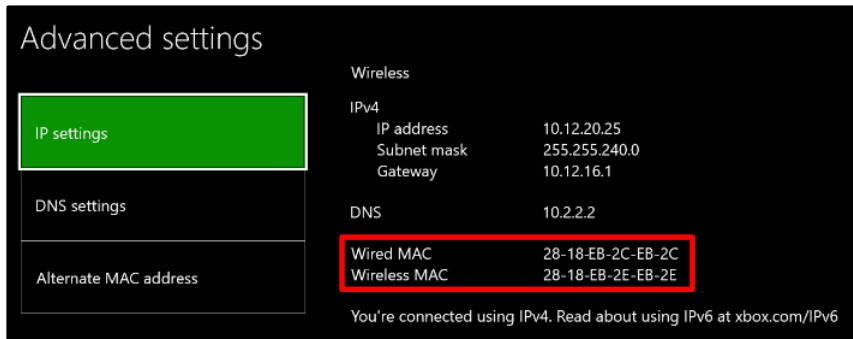 Advanced settings
IP settings
DNS settings
Alternate MAC address
Wireless
IPv4
IP address 10.12.20.25
Subnet mask 255.255.240.0
Gateway 10.12.16.1
DNS 10.2.2.2
Wired MAC 28-18-EB-2C-EB-2C
Wireless MAC 28-18-EB-2E-EB-2E
You're connected using IPv4. Read about using IPv6 at xbox.com/IPv6